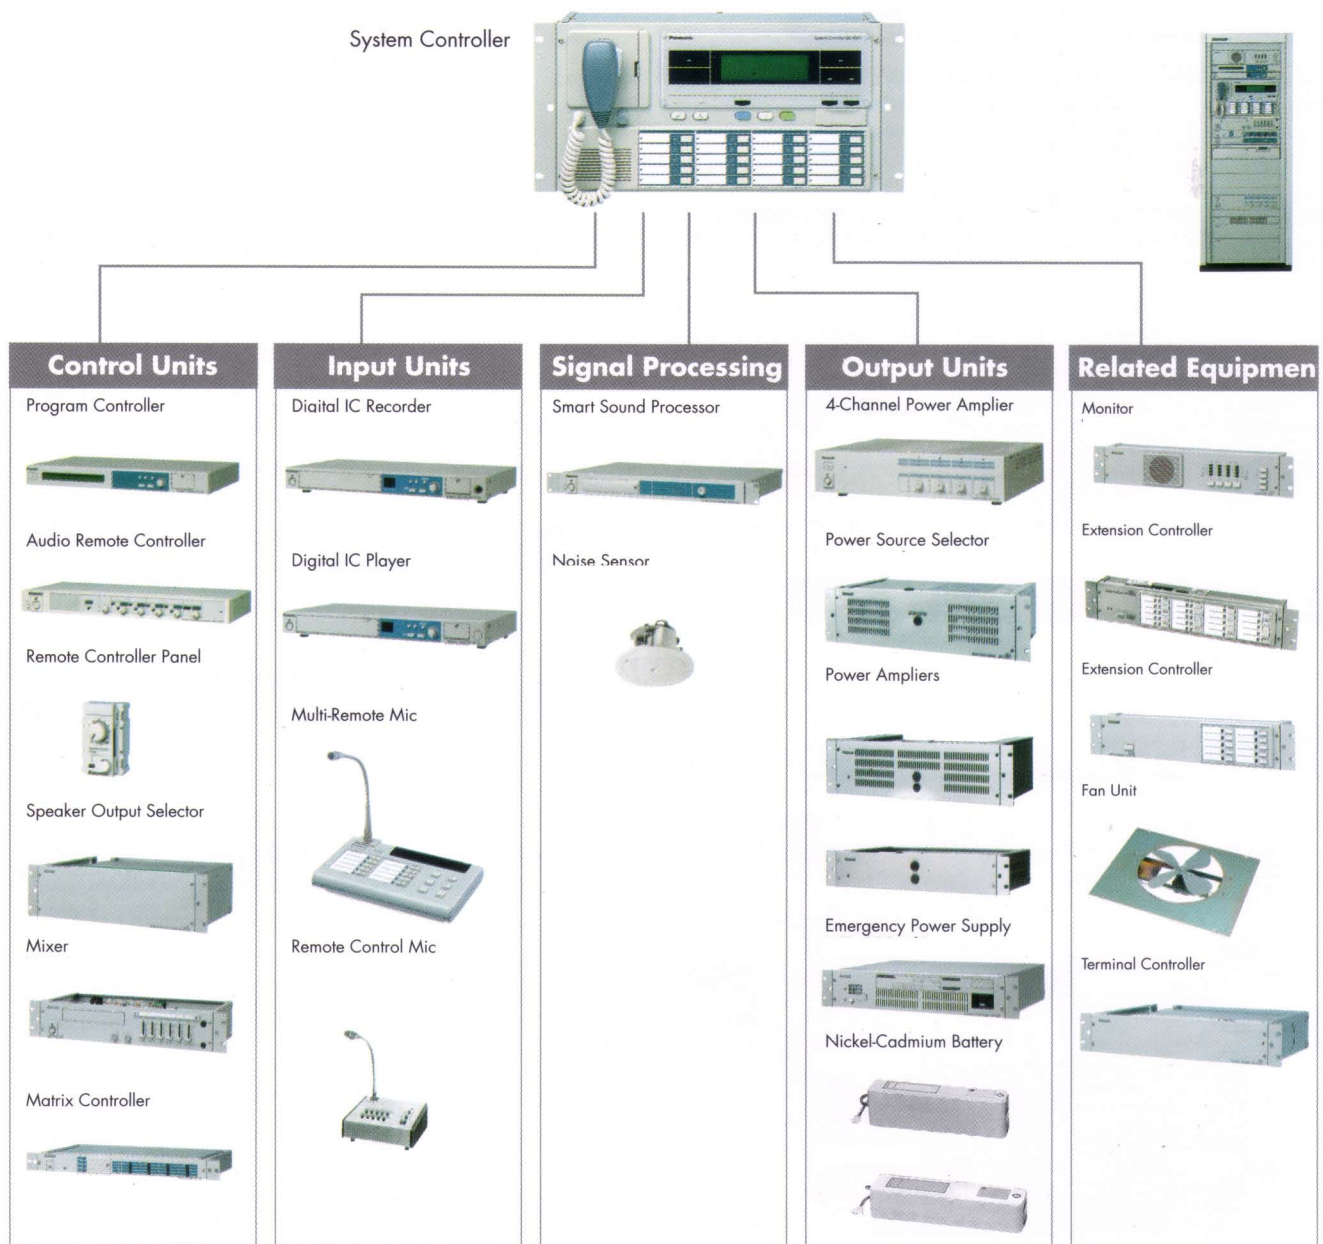 System Controller
Panasonic
Control Units
Program Controller
Audio Remote Controller
Remote Controller Panel
Speaker Output Selector
Mixer
Matrix Controller
Input Units
Diaital IC Recorder
Digital IC Player
Multi-Remote Mic
Remote Control Mic
Signal Processing
Smart Sound Processor
Noise Sensor
Output Units
4-Channel Power Amplier
Power Source Selector
Power Ampliers
Emergency Power Supply
Nickel-Cadmium Battery
Related Equipmen
Monitor
Extension Controller
Extension Controller
Fan Unit
Terminal Controller